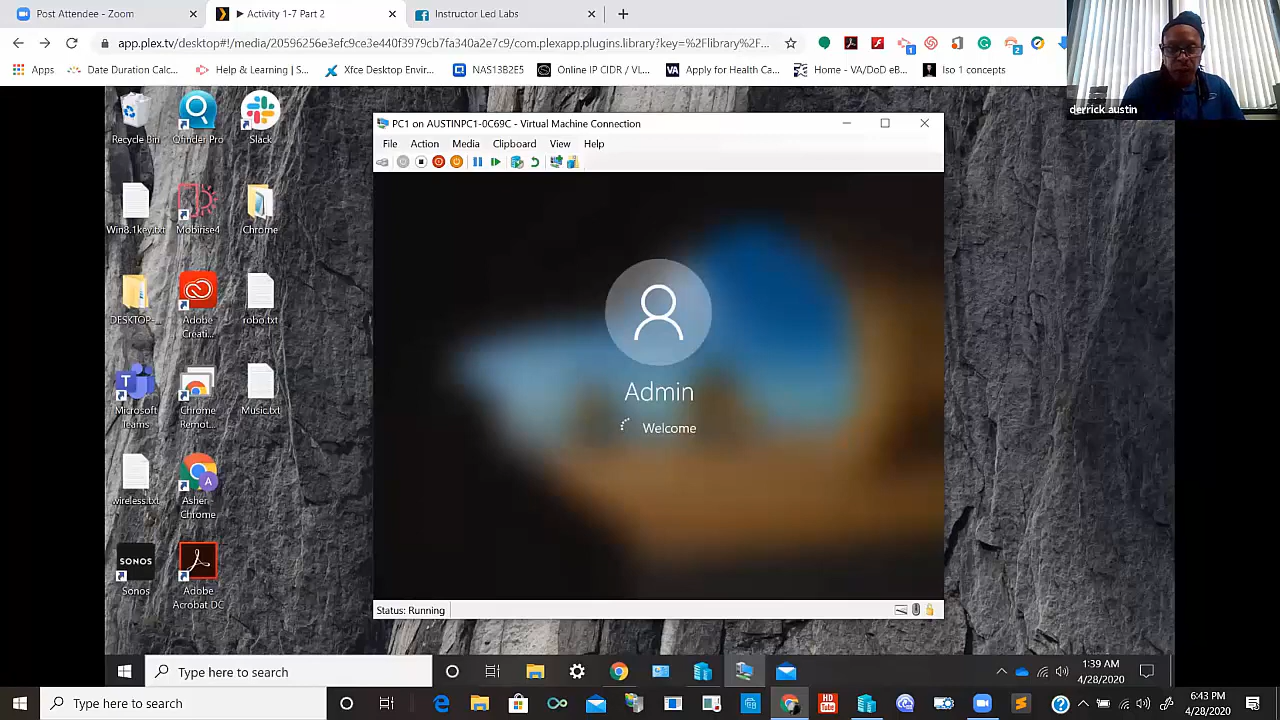 Post Attendee - Zoom
Activity 1-7 Part 2
Instructor Led Labs
app.plex.tv/desktop#!/media/20596256e3efc9ce3e440f3979cb7fa340a2e7c9/com.plexapp.plugins.library?key=%2Flibrary%2F...
Apps
Date Duration Calc...
Help & Learning | S...
Xfce Desktop Envir...
NAS13B2E5
Online IP CIDR / VL...
Apply for Health Ca...
Home - VA/DoD eB...
Iso 1 concepts
derrick austin
Recycle Bin
Qfinder Pro
Slack
PC1 on AUSTINPC1-0C69C - Virtual Machine Connection
File
Action
Media
Clipboard
View
Help
Win8.1key.txt
Mobirise4
Chrome
DESKTOP-...
Adobe
Creati...
robo.txt
Microsoft
Teams
Chrome
Remot...
Music.txt
Admin
Welcome
wireless.txt
Asher -
Chrome
SONOS
Sonos
Adobe
Acrobat DC
Status: Running
Type here to search
1:39 AM
4/28/2020
Type here to search
6:43 PM
4/28/2020